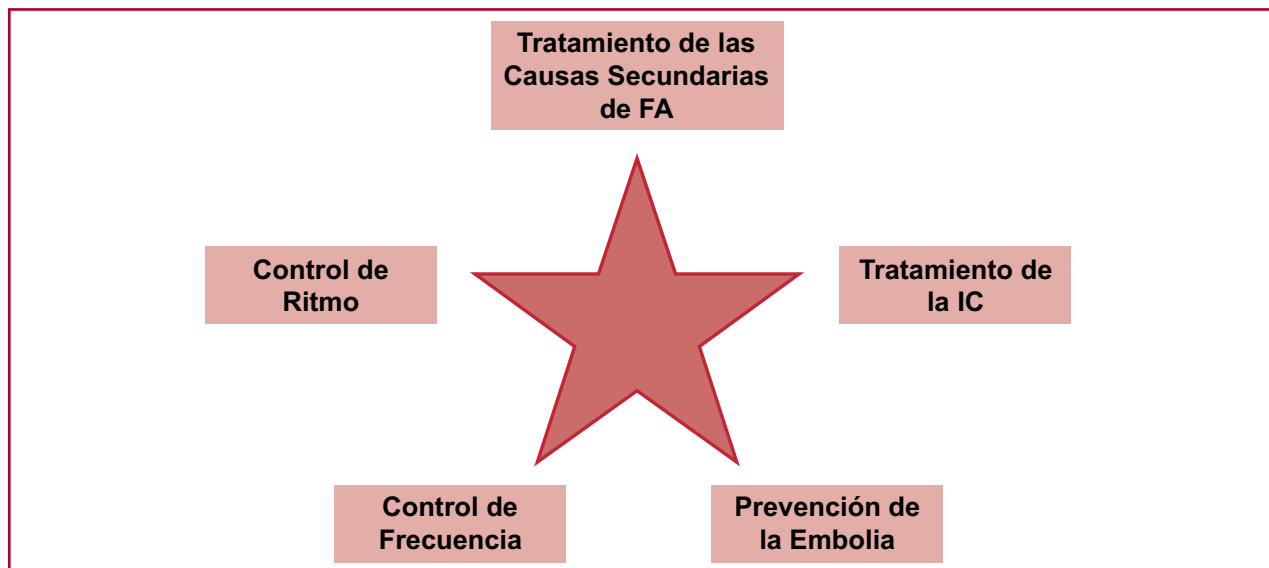 Tratamiento de las
Causas Secundarias
de FA
Control de
Ritmo
Tratamiento de
la IC
Control de
Frecuencia
Prevención de
la Embolia